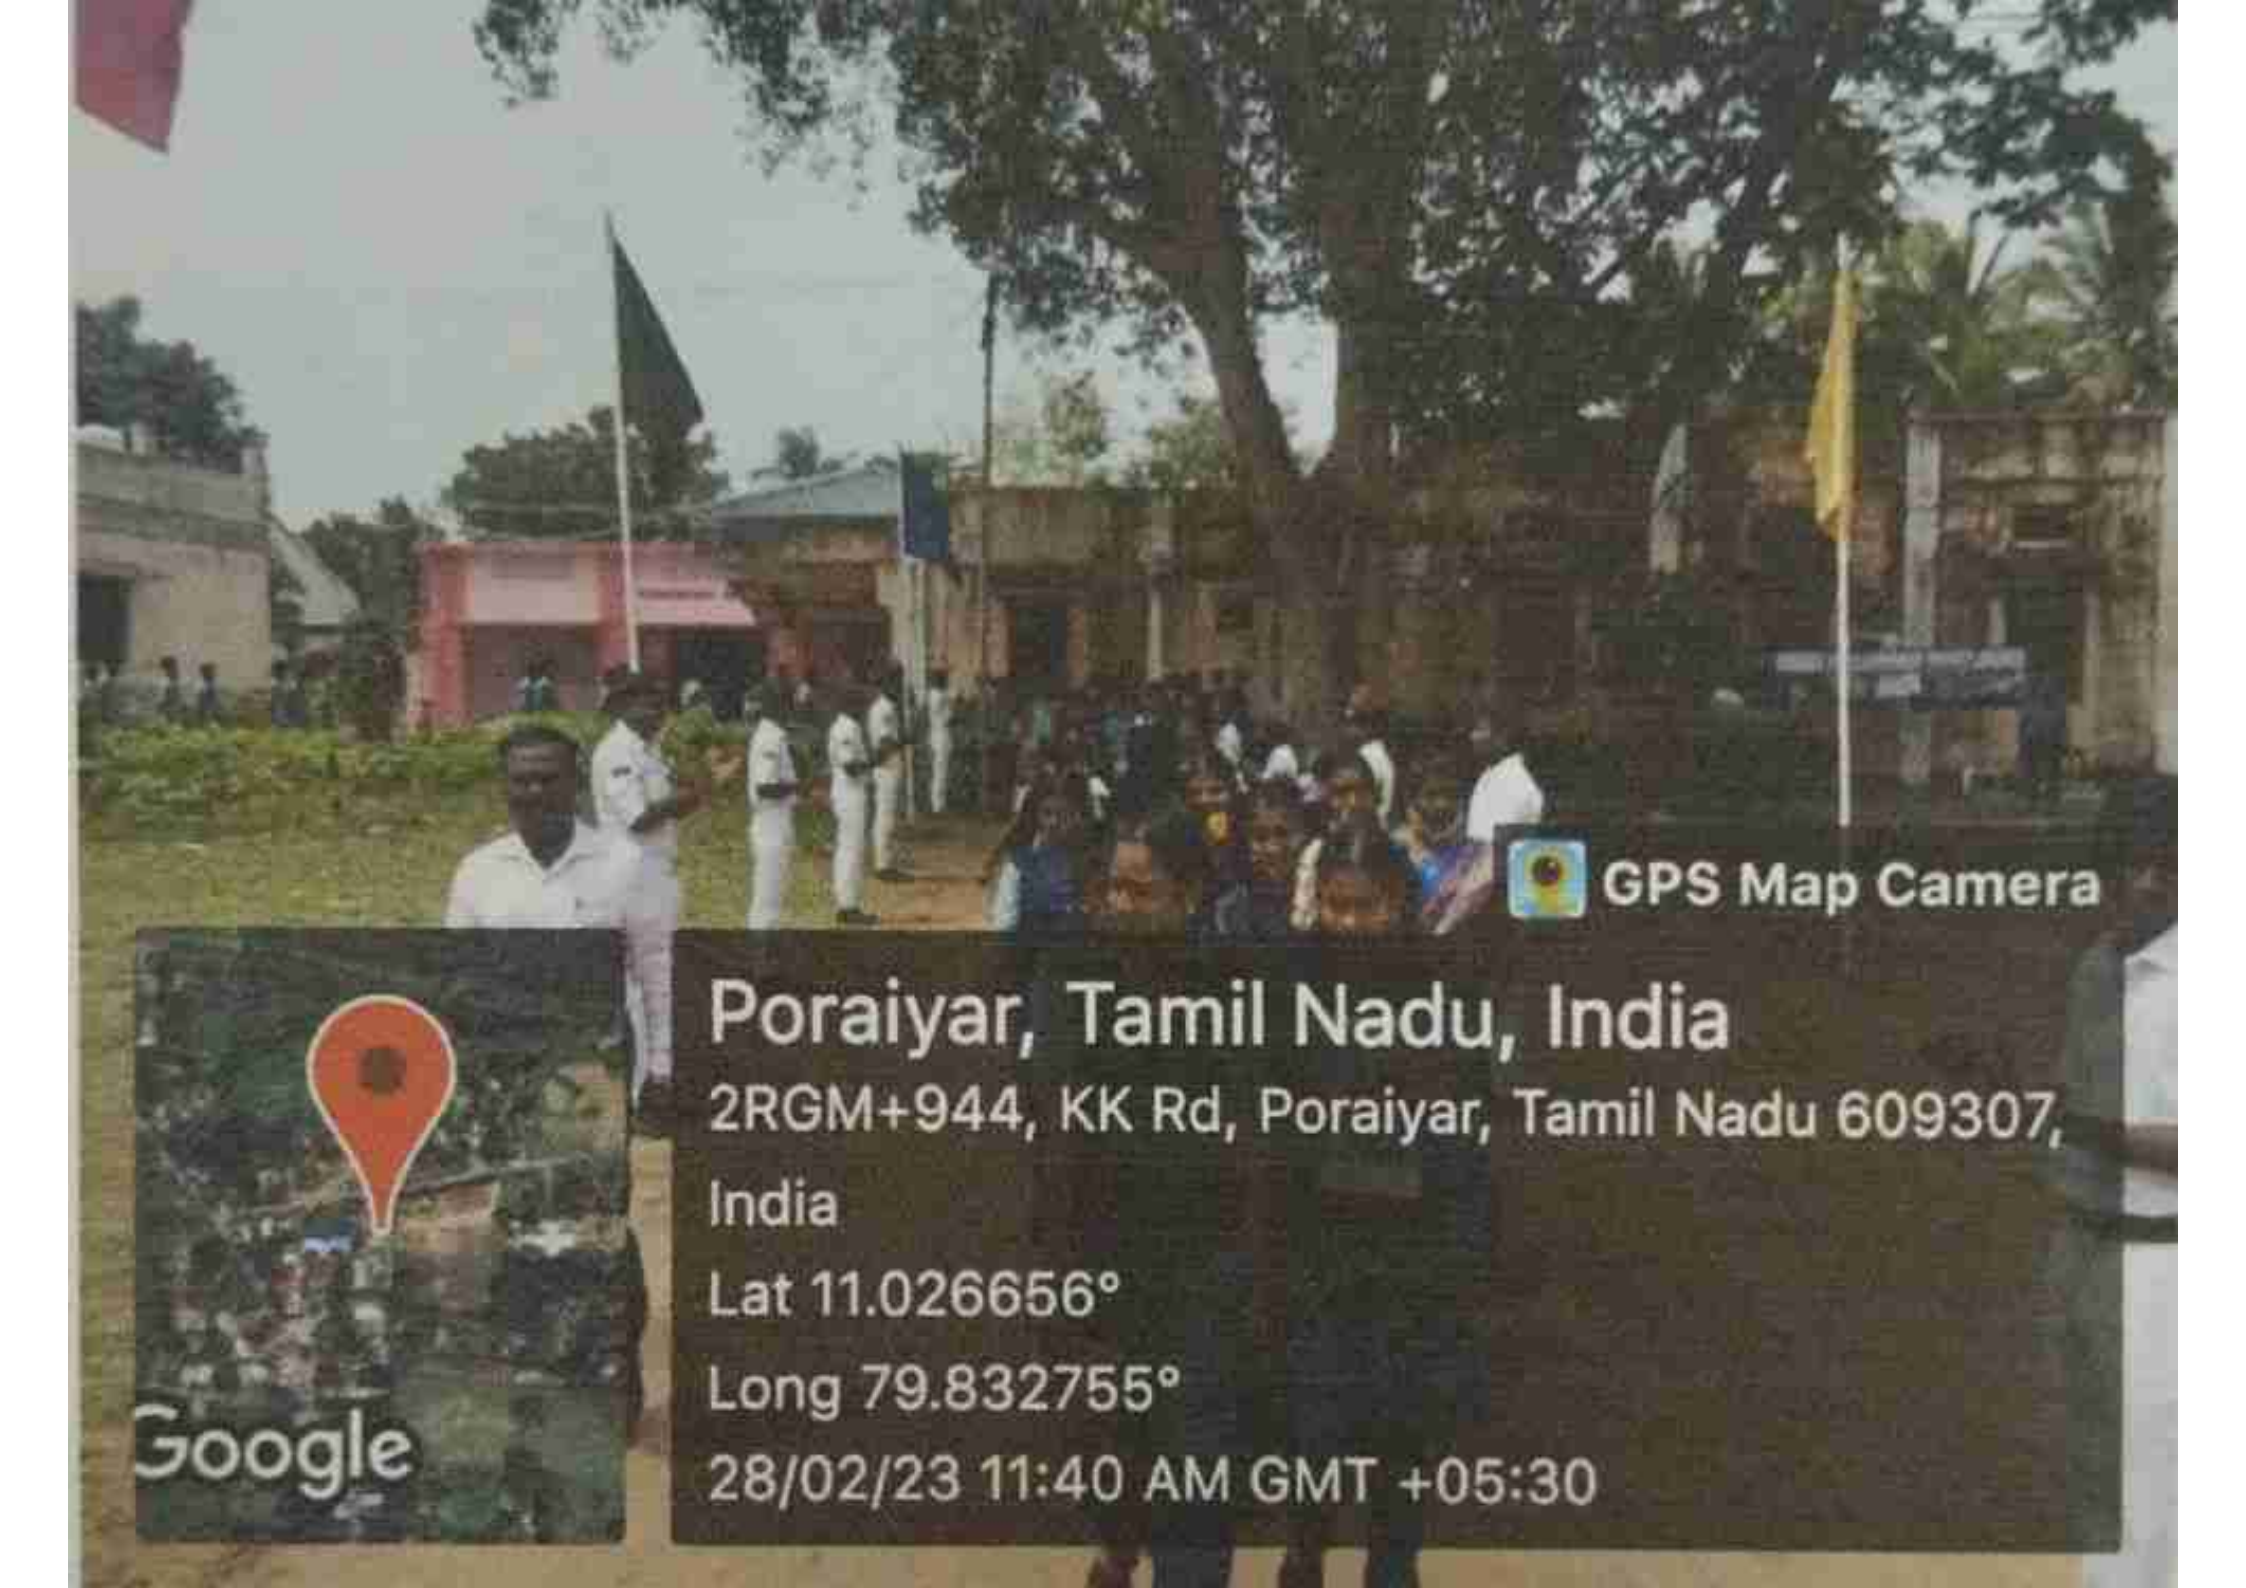 GPS Map Camera
Poraiyar, Tamil Nadu, India
2RGM+944, KK Rd, Poraiyar, Tamil Nadu 609307,
India
Lat 11.026656°
Long 79.832755°
28/02/23 11:40 AM GMT +05:30
Google